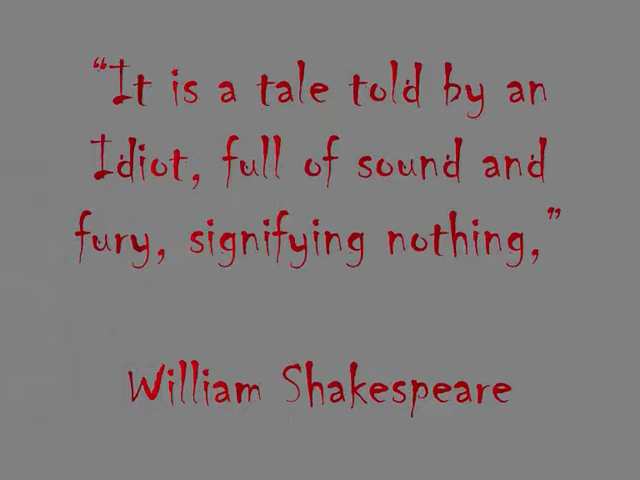 “It is a tale told by an
Idiot, full of sound and
fury, signifying nothing,”
William Shakespeare